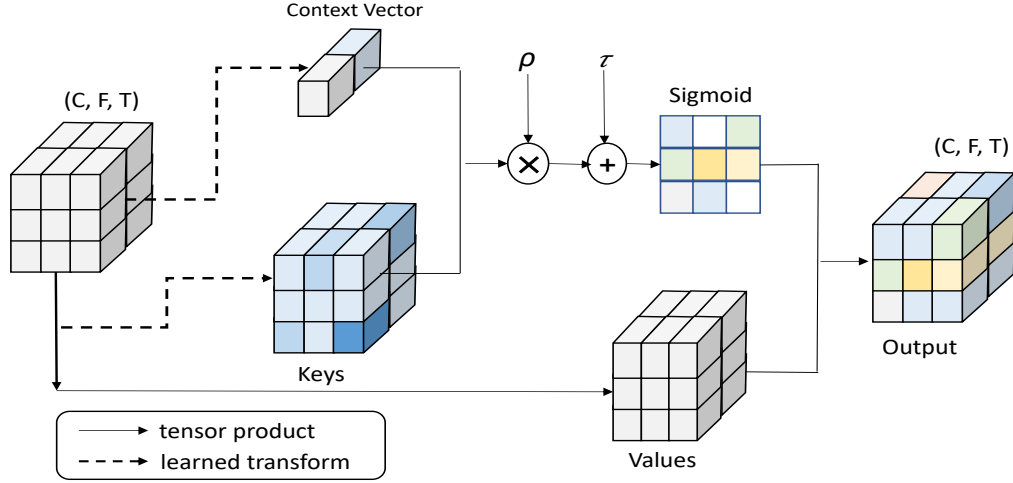 Context Vector
(C, F, T)
ρ
τ
Sigmoid
(C, F, T)
Keys
Values
Output
tensor product
learned transform